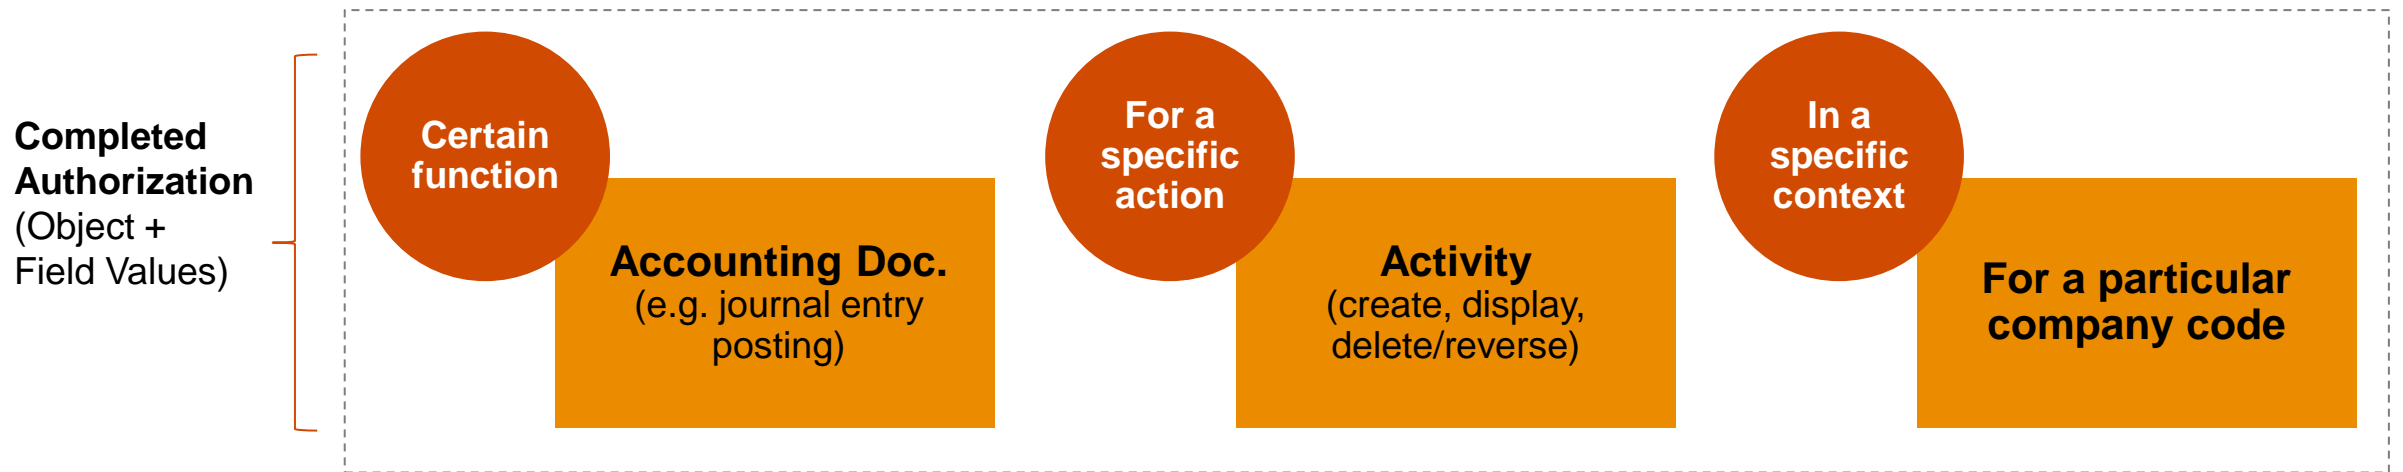 Completed
Authorization
(Object +
Field Values)
Certain
function
Accounting Doc.
(e.g. journal entry
posting)
For a
specific
action
Activity
(create, display,
delete/reverse)
In a
specific
context
For a particular
company code